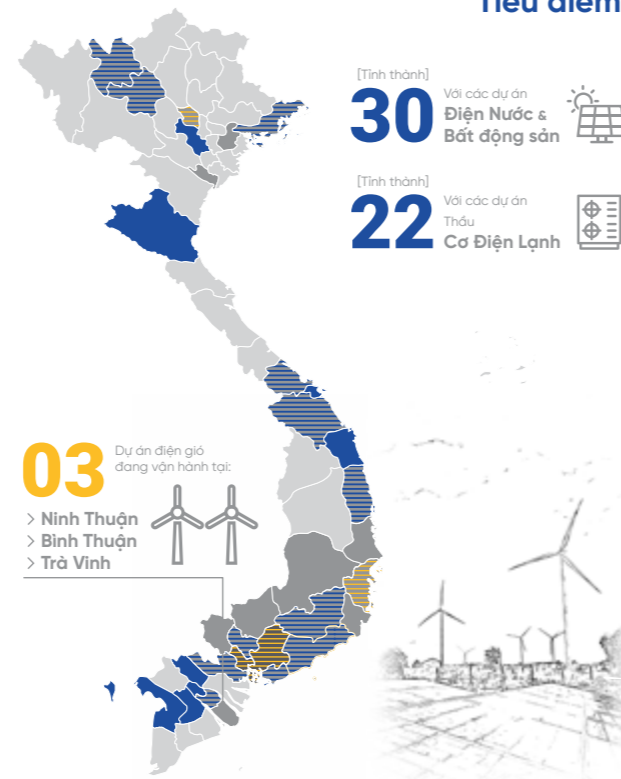 Tiêu điểm
[Tỉnh thành]
30
Với các dự án
Điện Nước &
Bất động sản
[Tỉnh thành]
22
Với các dự án
Thầu
Cơ Điện Lạnh
03
Dự án điện gió
đang vận hành tại:
> Ninh Thuận
> Bình Thuận
> Trà Vinh